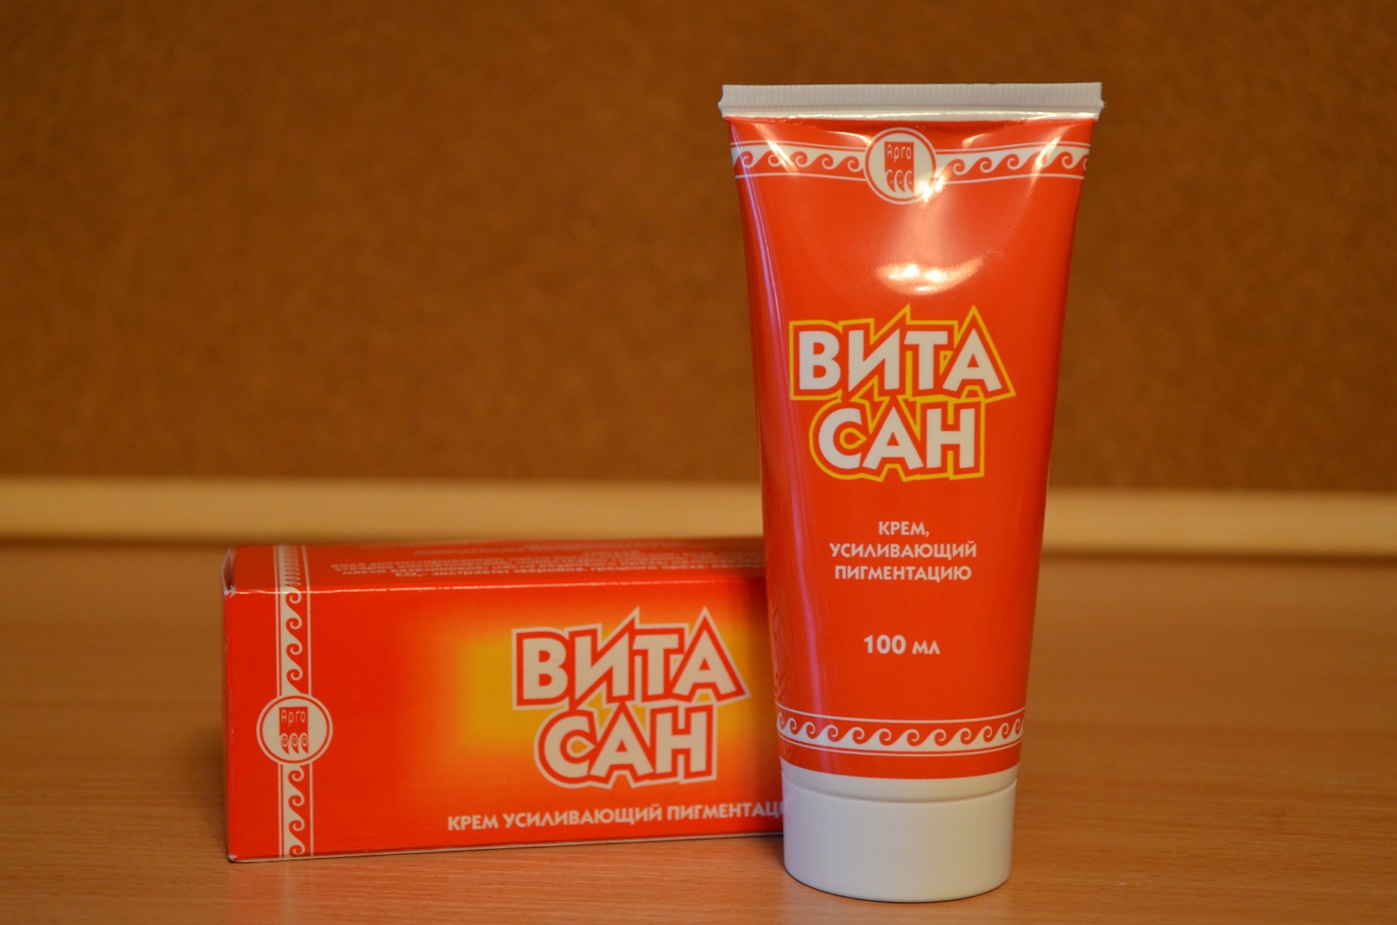 Арго
ВИТА
САН
КРЕМ,
УСИЛИВАЮЩИЙ
ПИГМЕНТАЦИЮ
100 МЛ
Арго
ВИТА
САН
КРЕМ УСИЛИВАЮЩИЙ ПИГМЕНТАЦ